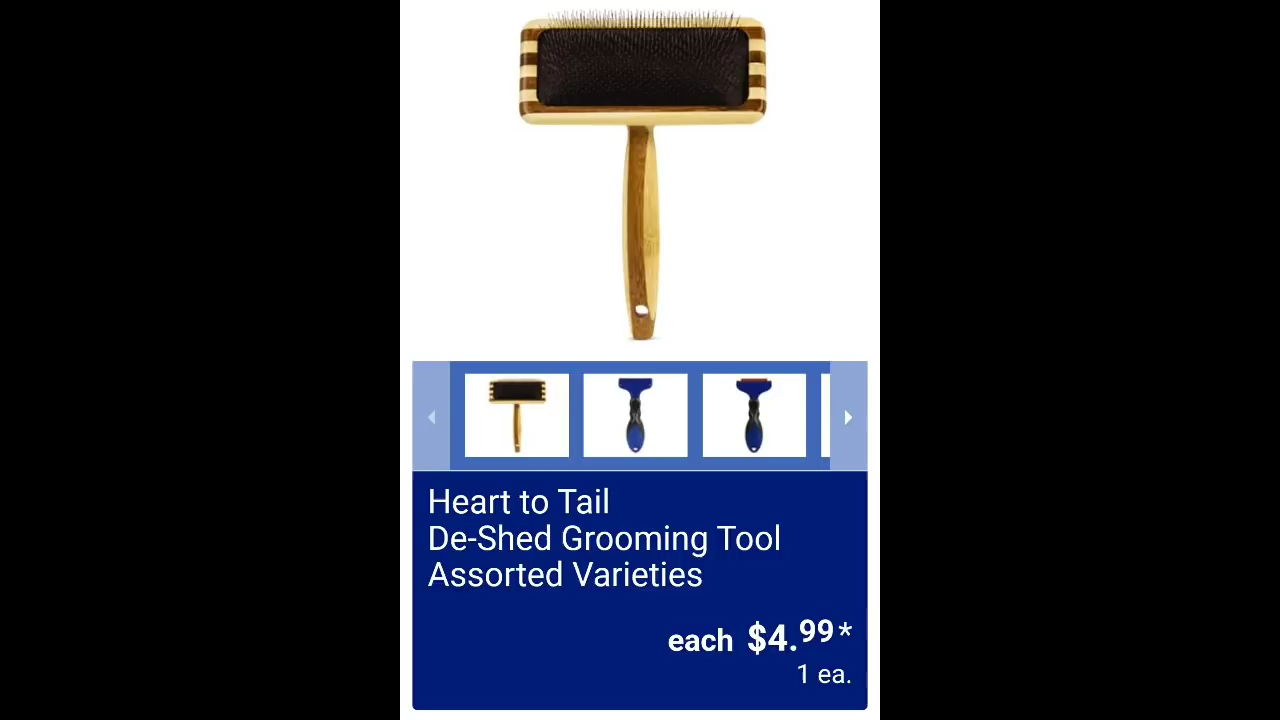 Heart to Tail
De-Shed Grooming Tool
Assorted Varieties
each $4.99*
1 ea.